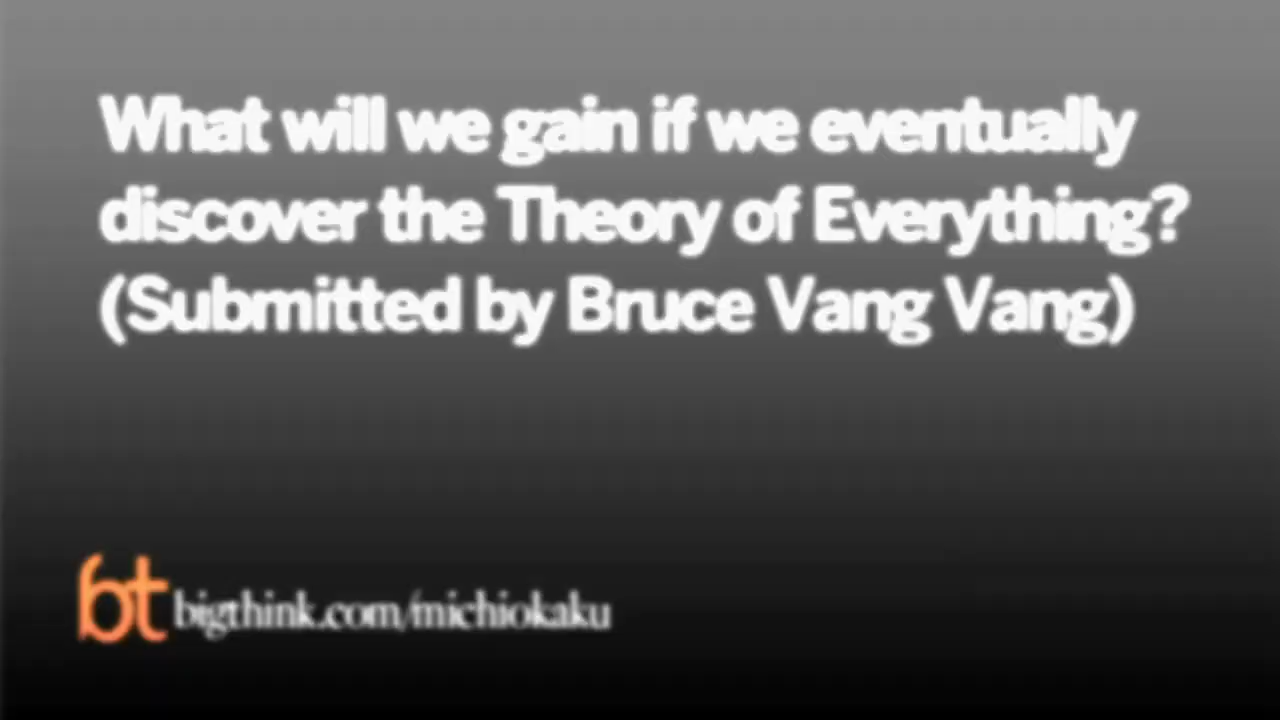 What will we gain if we eventually
discover the Theory of Everything?
(Submitted by Bruce Vang Vang)
bt bigthink.com/michiokaku